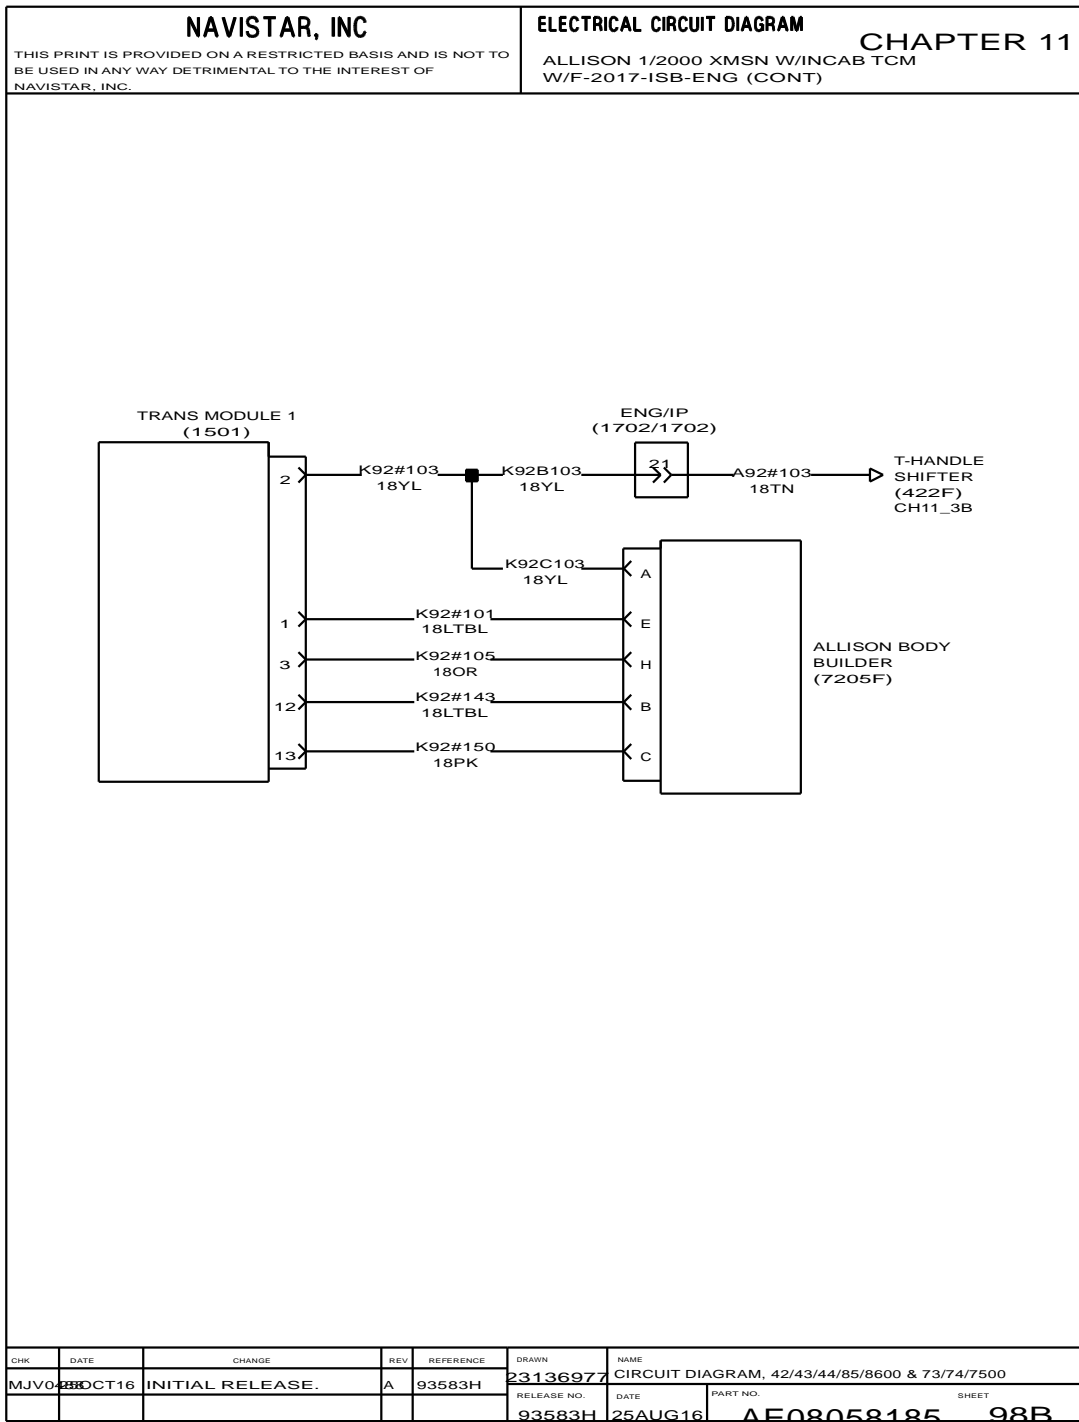 NAVISTAR, INC
THIS PRINT IS PROVIDED ON A RESTRICTED BASIS AND IS NOT TO
BE USED IN ANY WAY DETRIMENTAL TO THE INTEREST OF
NAVISTAR, INC.
ELECTRICAL CIRCUIT DIAGRAM
CHAPTER 11
ALLISON 1/2000 XMSN W/INCAB TCM
W/F-2017-ISB-ENG (CONT)
TRANS MODULE 1
(1501)
ENG/IP
(1702/1702)
2
K92#103
18YL
K92B103
18YL
21
A92#103
18TN
T-HANDLE
SHIFTER
(422F)
CH11_3B
K92C103
18YL
A
1
K92#101
18LTBL
E
3
K92#105
18OR
H
12
K92#143
18LTBL
B
13
K92#150
18PK
C
ALLISON BODY
BUILDER
(7205F)
CHK DATE CHANGE REV REFERENCE
INITIAL RELEASE. A 93583H
DRAWN
23136977
NAME
CIRCUIT DIAGRAM, 42/43/44/85/8600 & 73/74/7500
RELEASE NO.
93583H
DATE
25AUG16
PART NO.
AE08058185
SHEET
98B